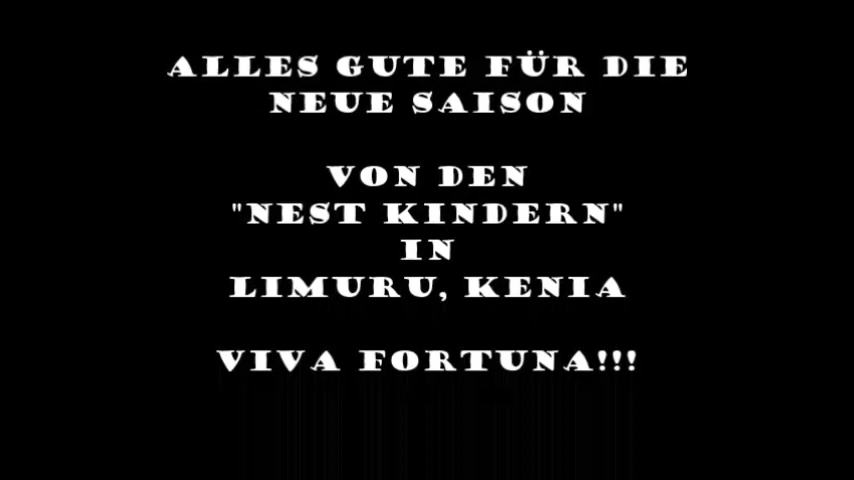 ALLES GUTE FÜR DIE
NEUE SAISON
VON DEN
"NEST KINDERN"
IN
LIMURU, KENIA
VIVA FORTUNA!!!